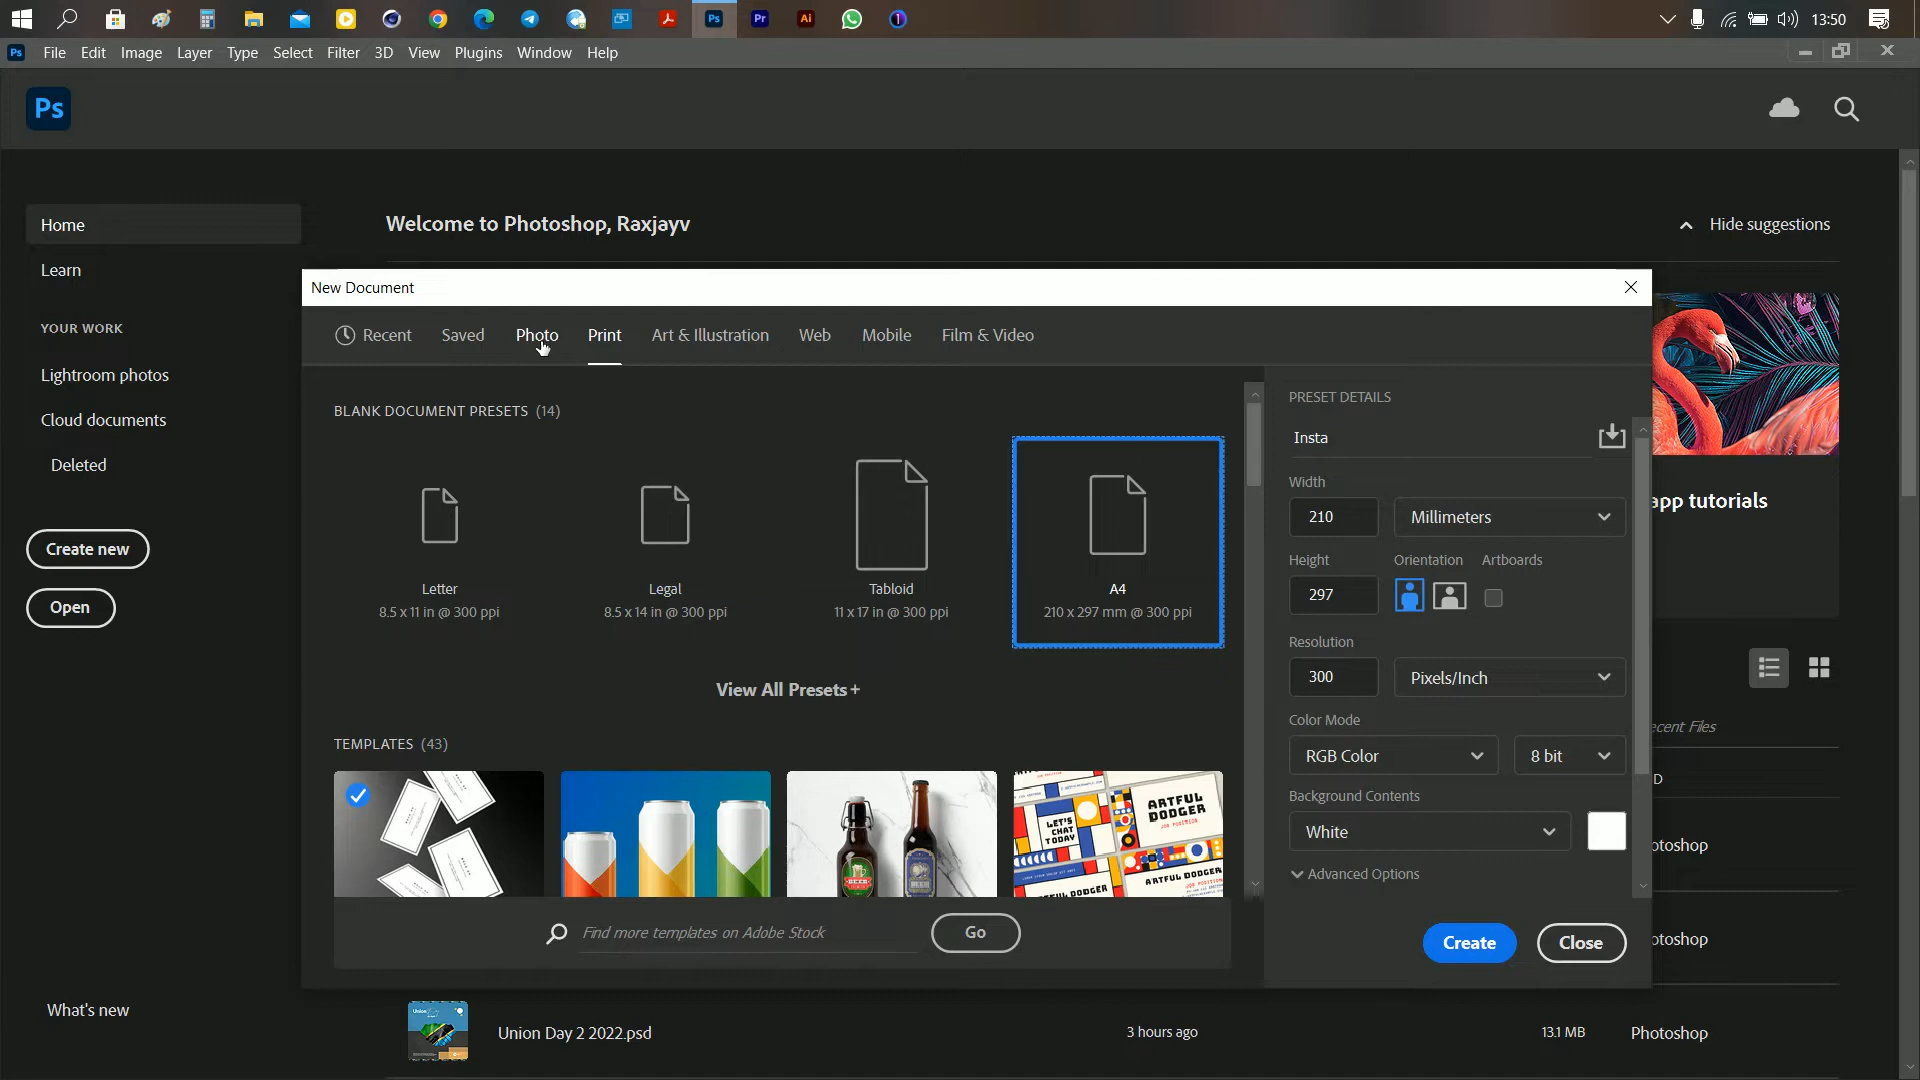 Ps Pr Ai 13:50
Ps File Edit Image Layer Type Select Filter 3D View Plugins Window Help
Ps
Home
Learn
YOUR WORK
Lightroom photos
Cloud documents
Deleted
Create new
Open
What's new
Welcome to Photoshop, Raxjayv
Hide suggestions
New Document
Recent Saved Photo Print Art & Illustration Web Mobile Film & Video
BLANK DOCUMENT PRESETS (14)
Letter
8.5 x 11 in @ 300 ppi
Legal
8.5 x 14 in @ 300 ppi
Tabloid
11 x 17 in @ 300 ppi
A4
210 x 297 mm @ 300 ppi
View All Presets+
TEMPLATES (43)
BEER
LET'S
CHAT
TODAY
ARTFUL
DODGER
JOB POSITION
ARTFUL DODGER
Find more templates on Adobe Stock
Go
PRESET DETAILS
Insta
Width
210 Millimeters
Height Orientation Artboards
297
Resolution
300 Pixels/Inch
Color Mode
RGB Color 8 bit
Background Contents
White
Advanced Options
Create Close
app tutorials
ecent Files
D
otoshop
otoshop
Union Day 2 2022.psd 3 hours ago 13.1 MB Photoshop